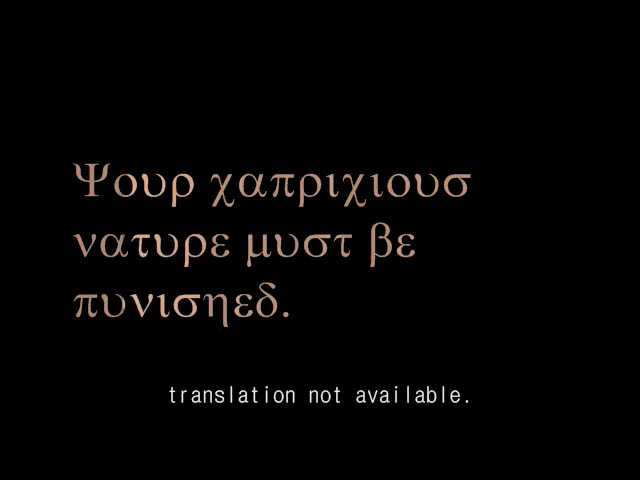 Ψουρ χαπριχιουσ
νατυρε μυστ βε
πυνισηεδ.
translation not available.